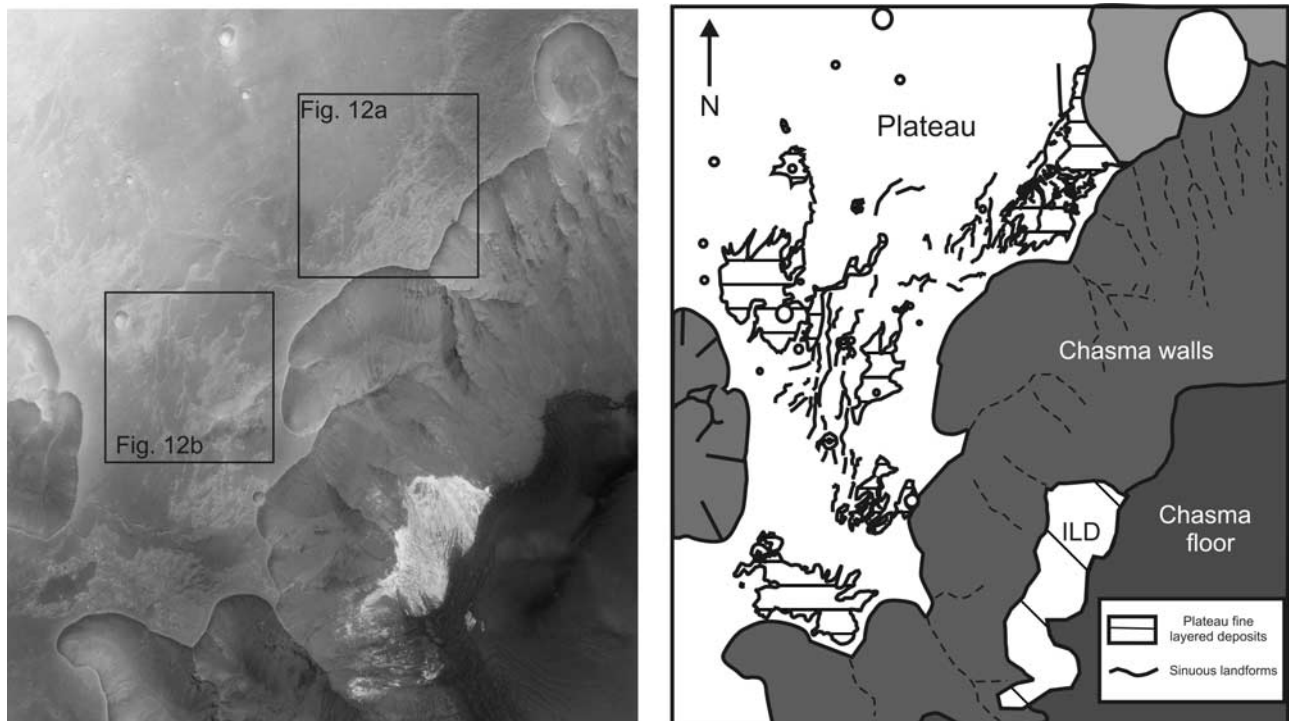 Fig. 12a
Fig. 12b
N
Plateau
Chasma walls
ILD
Chasma
floor
Plateau fine
layered deposits
Sinuous landforms